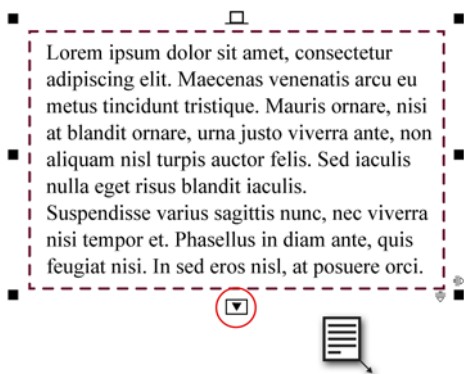 Lorem ipsum dolor sit amet, consectetur
adipiscing elit. Maecenas venenatis arcu eu
metus tincidunt tristique. Mauris ornare, nisi
at blandit ornare, urna justo viverra ante, non
aliquam nisl turpis auctor felis. Sed iaculis
nulla eget risus blandit iaculis.
Suspendisse varius sagittis nunc, nec viverra
nisi tempor et. Phasellus in diam ante, quis
feugiat nisi. In sed eros nisl, at posuere orci.